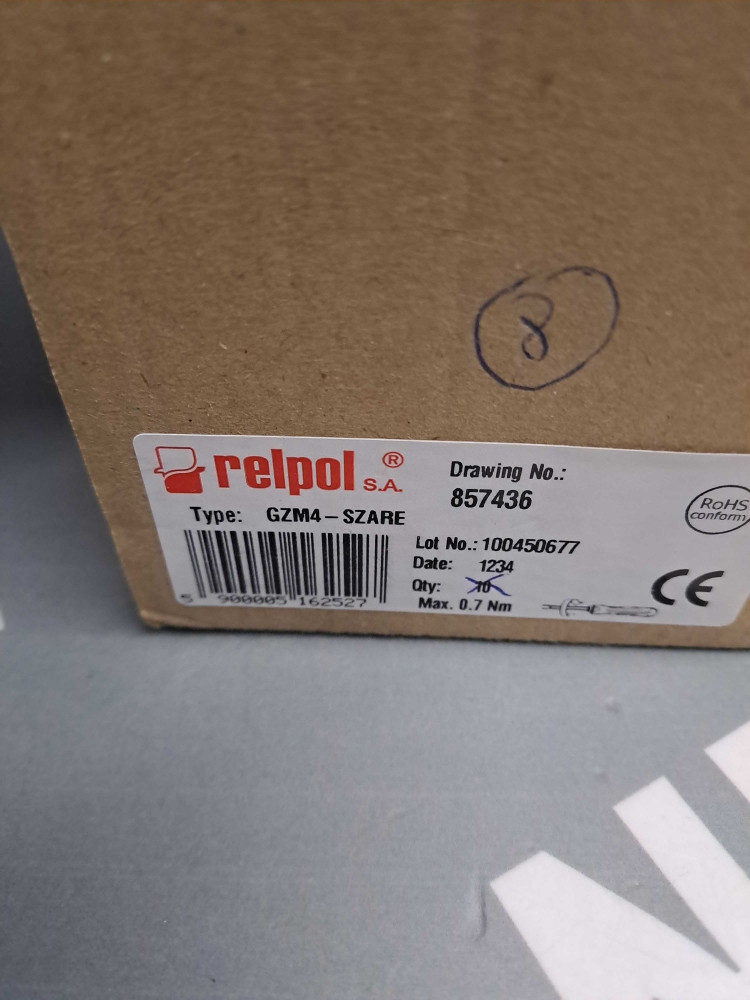 8
relpol ® S.A.
Type: GZM4-SZARE
5 900005 162527
Drawing No.:
857436
Lot No.: 100450677
Date: 1234
Qty: 10
Max. 0.7 Nm
RoHS
conform
CE